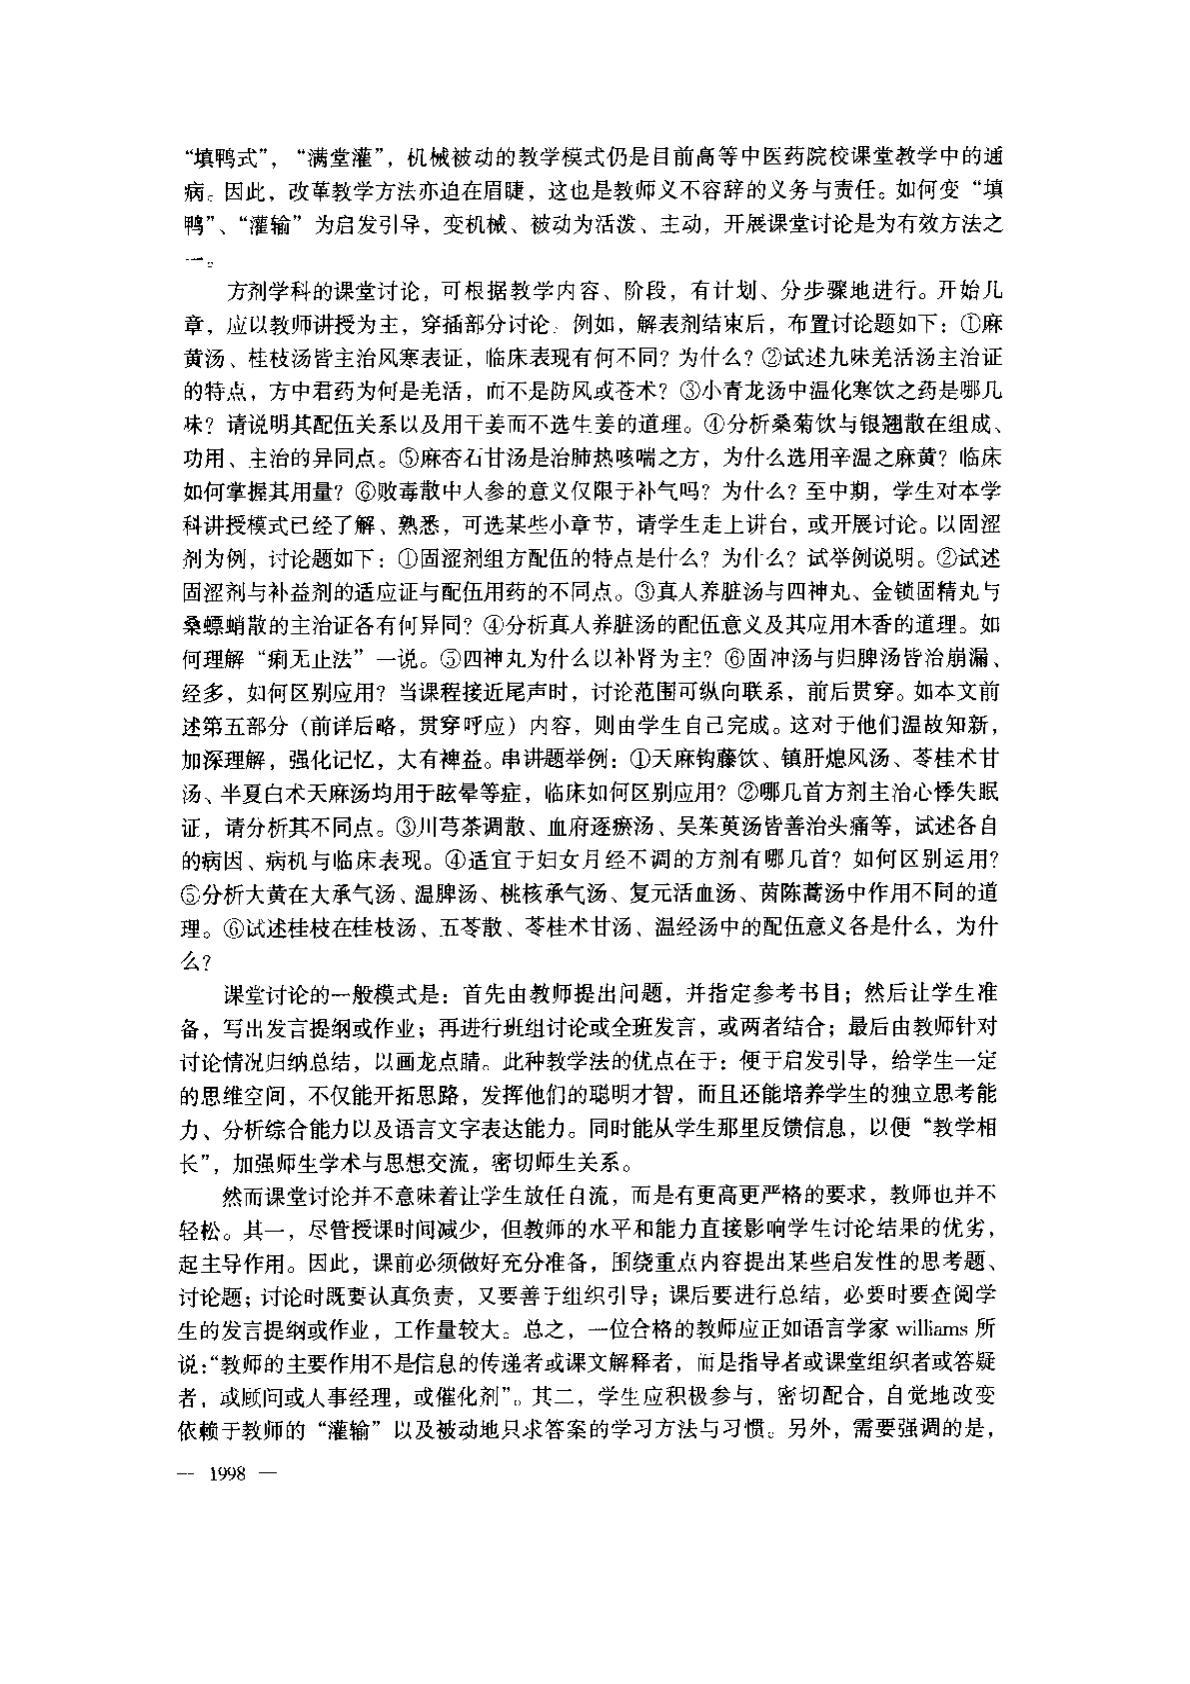 “填鸭式”，“满堂灌”，机械被动的教学模式仍是目前高等中医药院校课堂教学中的通
病。因此，改革教学方法亦迫在眉睫，这也是教师义不容辞的义务与责任。如何变“填
鸭”、“灌输”为启发引导，变机械、被动为活泼、主动，开展课堂讨论是为有效方法之
一。
方剂学科的课堂讨论，可根据教学内容、阶段，有计划、分步骤地进行。开始几
章，应以教师讲授为主，穿插部分讨论。例如，解表剂结束后，布置讨论题如下：①麻
黄汤、桂枝汤皆主治风寒表证，临床表现有何不同？为什么？②试述九味羌活汤主治证
的特点，方中君药为何是羌活，而不是防风或苍术？③小青龙汤中温化寒饮之药是哪几
味？请说明其配伍关系以及用干姜而不选生姜的道理。④分析桑菊饮与银翘散在组成、
功用、主治的异同点。⑤麻杏石甘汤是治肺热咳喘之方，为什么选用辛温之麻黄？临床
如何掌握其用量？⑥败毒散中人参的意义仅限于补气吗？为什么？至中期，学生对本学
科讲授模式已经了解、熟悉，可选某些小章节，请学生走上讲台，或开展讨论。以固涩
剂为例，讨论题如下：①固涩剂组方配伍的特点是什么？为什么？试举例说明。②试述
固涩剂与补益剂的适应证与配伍用药的不同点。③真人养脏汤与四神丸、金锁固精丸与
桑螵蛸散的主治证各有何异同？④分析真人养脏汤的配伍意义及其应用木香的道理。如
何理解“痢无止法”一说。⑤四神丸为什么以补肾为主？⑥固冲汤与归脾汤皆治崩漏、
经多，如何区别应用？当课程接近尾声时，讨论范围可纵向联系，前后贯穿。如本文前
述第五部分（前详后略，贯穿呼应）内容，则由学生自己完成。这对于他们温故知新，
加深理解，强化记忆，大有裨益。串讲题举例：①天麻钩藤饮、镇肝熄风汤、苓桂术甘
汤、半夏白术天麻汤均用于眩晕等症，临床如何区别应用？②哪几首方剂主治心悸失眠
证，请分析其不同点。③川芎茶调散、血府逐瘀汤、吴茱萸汤皆善治头痛等，试述各自
的病因、病机与临床表现。④适宜于妇女月经不调的方剂有哪几首？如何区别运用？
⑤分析大黄在大承气汤、温脾汤、桃核承气汤、复元活血汤、茵陈蒿汤中作用不同的道
理。⑥试述桂枝在桂枝汤、五苓散、苓桂术甘汤、温经汤中的配伍意义各是什么，为什
么？
课堂讨论的一般模式是：首先由教师提出问题，并指定参考书目；然后让学生准
备，写出发言提纲或作业；再进行班组讨论或全班发言，或两者结合；最后由教师针对
讨论情况归纳总结，以画龙点睛。此种教学法的优点在于：便于启发引导，给学生一定
的思维空间，不仅能开拓思路，发挥他们的聪明才智，而且还能培养学生的独立思考能
力、分析综合能力以及语言文字表达能力。同时能从学生那里反馈信息，以便“教学相
长”，加强师生学术与思想交流，密切师生关系。
然而课堂讨论并不意味着让学生放任自流，而是有更高更严格的要求，教师也并不
轻松。其一，尽管授课时间减少，但教师的水平和能力直接影响学生讨论结果的优劣，
起主导作用。因此，课前必须做好充分准备，围绕重点内容提出某些启发性的思考题、
讨论题；讨论时既要认真负责，又要善于组织引导；课后要进行总结，必要时要查阅学
生的发言提纲或作业，工作量较大。总之，一位合格的教师应正如语言学家 williams 所
说：“教师的主要作用不是信息的传递者或课文解释者，而是指导者或课堂组织者或答疑
者，或顾问或人事经理，或催化剂”。其二，学生应积极参与，密切配合，自觉地改变
依赖于教师的“灌输”以及被动地只求答案的学习方法与习惯。另外，需要强调的是，
— 1998 —